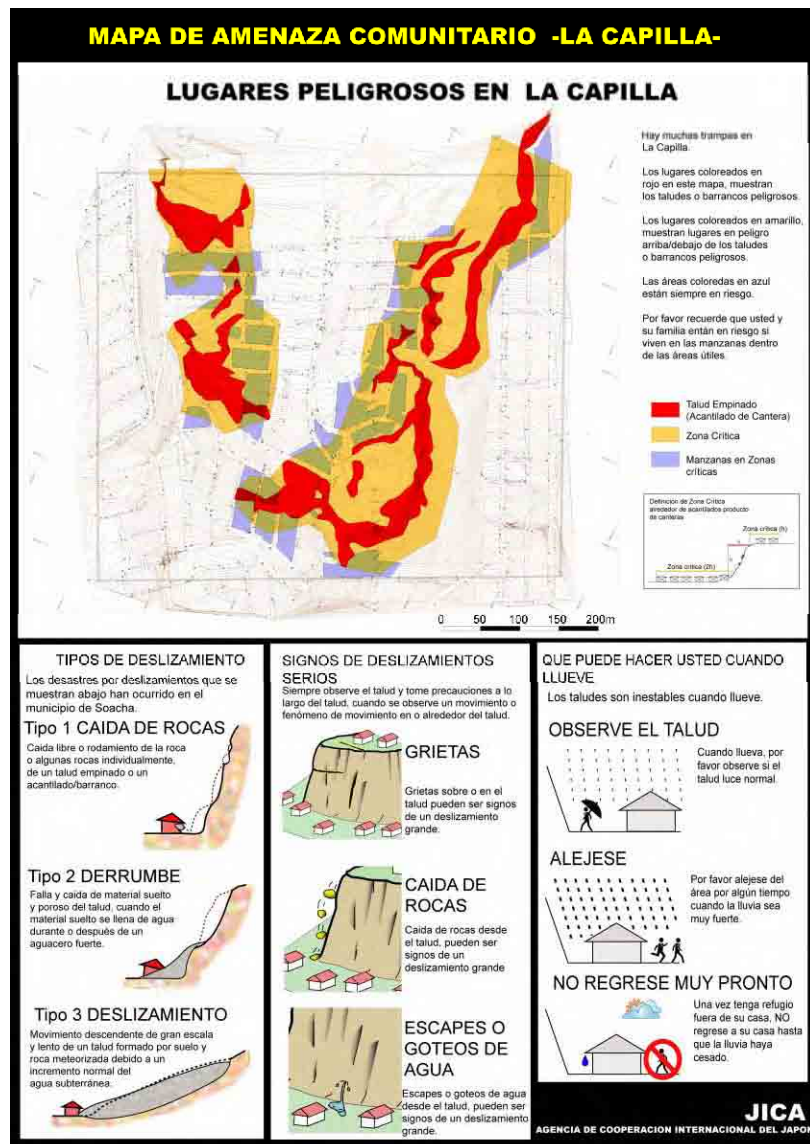 MAPA DE AMENAZA COMUNITARIO -LA CAPILLA-
LUGARES PELIGROSOS EN LA CAPILLA
Hay muchas trampas en
La Capilla.
Los lugares coloreados en
rojo en este mapa, muestran
los taludes o barrancos peligrosos.
Los lugares coloreados en amarillo,
muestran lugares en peligro
arriba/debajo de los taludes
o barrancos peligrosos.
Las áreas coloredas en azul
están siempre en riesgo.
Por favor recuerde que usted y
su familia entán en riesgo si
viven en las manzanas dentro
de las áreas útiles
Talud Empinado
(Acantilado de Cantera)
Zona Crítica
Manzanas en Zonas
críticas
Definición de Zona Crítica
alrededor de acantilados producto
de canteras
Zona crítica (h)
Zona crítica (2h)
0 50 100 150 200m
TIPOS DE DESLIZAMIENTO
Los desastres por deslizamientos que se
muestran abajo han ocurrido en el
municipio de Soacha.
Tipo 1 CAIDA DE ROCAS
Caida libre o rodamiento de la roca
o algunas rocas individualmente,
de un talud empinado o un
acantilado/barranco.
Tipo 2 DERRUMBE
Falla y caida de material suelto
y poroso del talud, cuando el
material suelto se llena de agua
durante o después de un
aguacero fuerte.
Tipo 3 DESLIZAMIENTO
Movimiento descendente de gran escala
y lento de un talud formado por suelo y
roca meteorizada debido a un
incremento normal del
agua subterránea.
SIGNOS DE DESLIZAMIENTOS
SERIOS
Siempre observe el talud y tome precauciones a lo
largo del talud, cuando se observe un movimiento o
fenómeno de movimiento en o alrededor del talud.
GRIETAS
Grietas sobre o en el
talud pueden ser signos
de un deslizamiento
grande.
CAIDA DE
ROCAS
Caida de rocas desde
el talud, pueden ser
signos de un
deslizamiento grande
ESCAPES O
GOTEOS DE
AGUA
Escapes o goteos de agua
desde el talud, pueden ser
signos de un deslizamiento
grande.
QUE PUEDE HACER USTED CUANDO
LLUEVE
Los taludes son inestables cuando llueve.
OBSERVE EL TALUD
Cuando llueva, por
favor observe si el
talud luce normal.
ALEJESE
Por favor alejese del
área por algún tiempo
cuando la lluvia sea
muy fuerte.
NO REGRESE MUY PRONTO
Una vez tenga refugio
fuera de su casa, NO
regrese a su casa hasta
que la lluvia haya
cesado.
JICA
AGENCIA DE COOPERACION INTERNACIONAL DEL JAPO